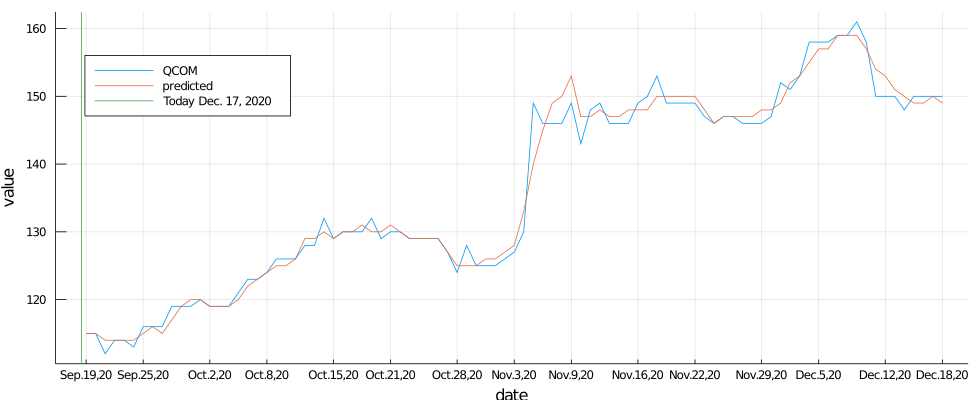 160
150
140
130
120
value
QCOM
predicted
Today Dec. 17, 2020
Sep.19,20 Sep.25,20 Oct.2,20 Oct.8,20 Oct.15,20 Oct.21,20 Oct.28,20 Nov.3,20 Nov.9,20 Nov.16,20 Nov.22,20 Nov.29,20 Dec.5,20 Dec.12,20 Dec.18,20
date